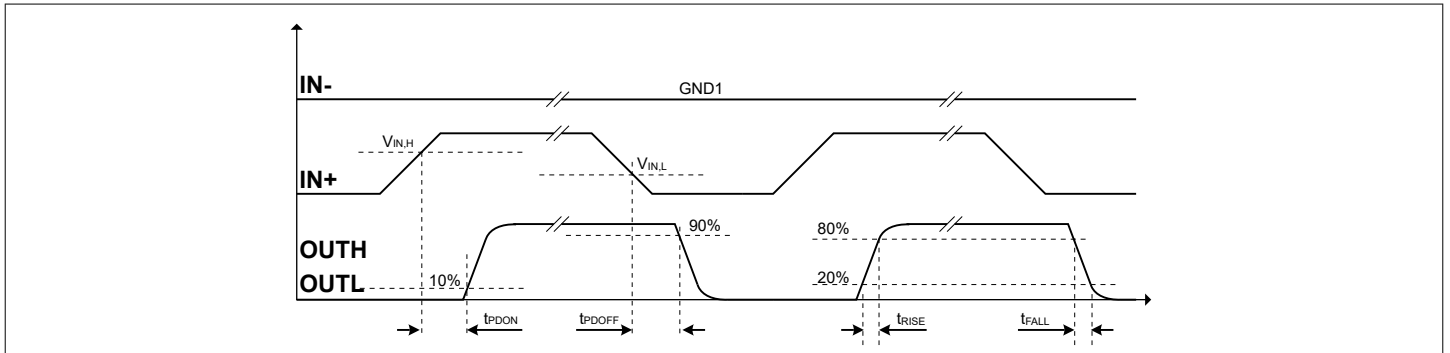 IN-
GND1
VIN,H
VIN,L
IN+
90%
80%
OUTH
OUTL
10%
20%
tPDON
tPDOFF
tRISE
tFALL